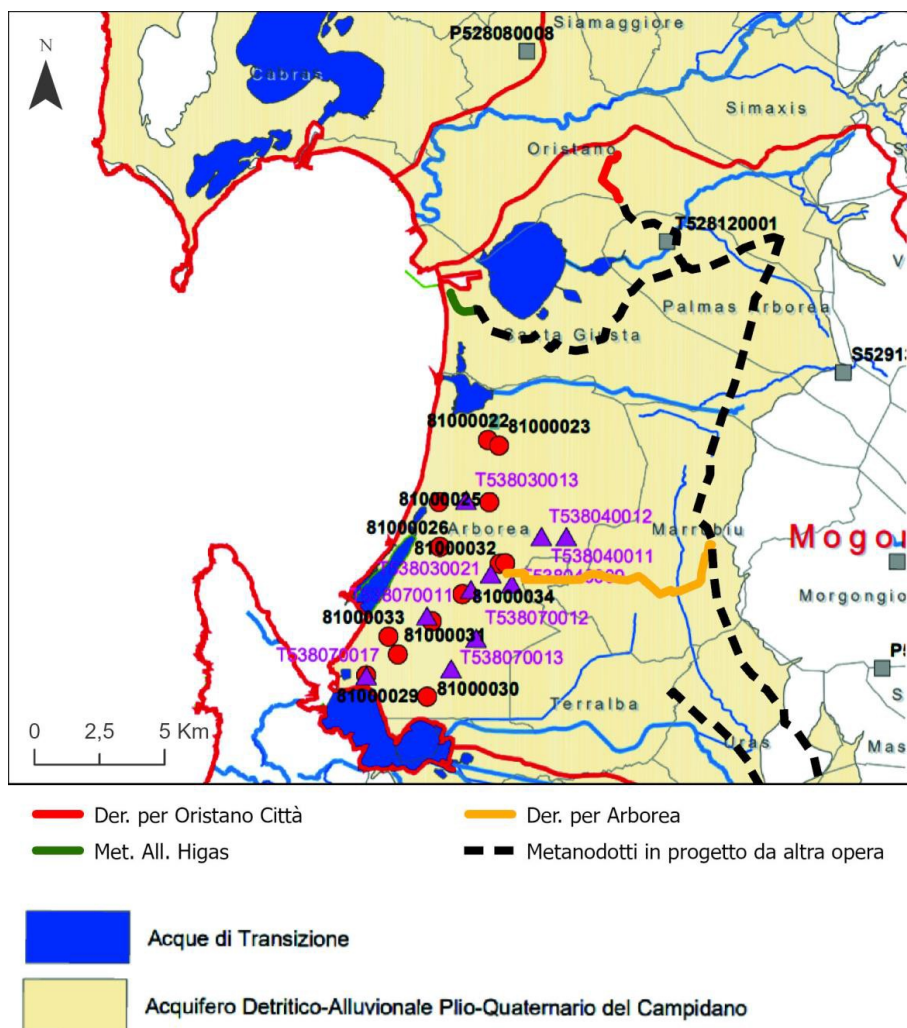 Siamaggiore
P528080008
N
Cabras
Simaxis
Oristano
T528120001
Palmas Arborea
Santa Giusta
S52913
81000022
81000023
T538030013
81000025
T538040012
81000026
Arborea
Marrubiu
81000032
T538040011
Mogo
T538030021
Morgongio
81000034
81000033
T538070012
81000031
T538070017
T538070013
81000029
81000030
0 2,5 5 Km
Terralba
Uras
Mas
Der. per Oristano Città
Der. per Arborea
Met. All. Higas
Metanodotti in progetto da altra opera
Acque di Transizione
Acquifero Detritico-Alluvionale Plio-Quaternario del Campidano